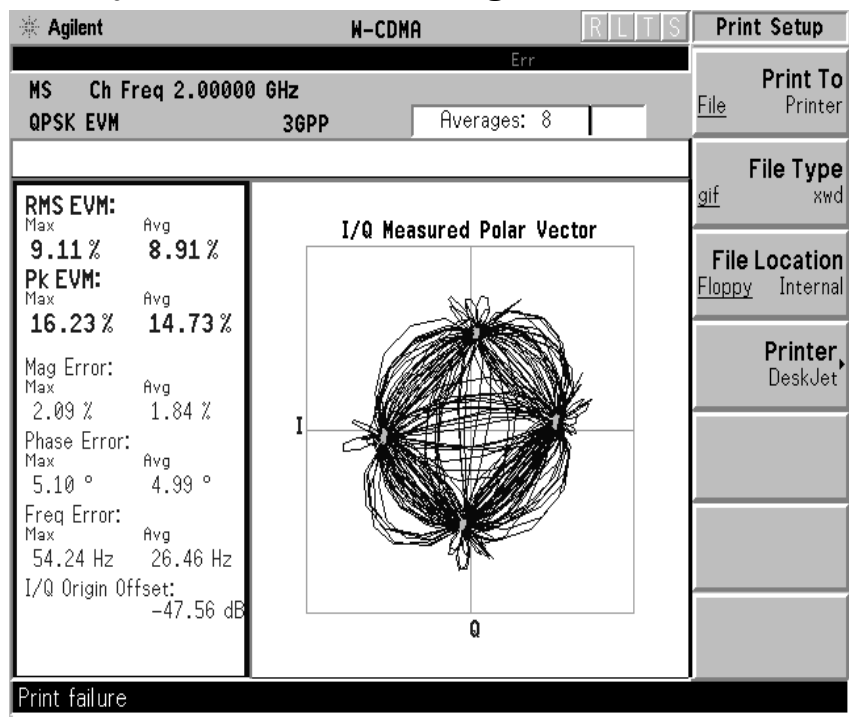 Agilent W-CDMA R L T S Print Setup
Err
MS Ch Freq 2.00000 GHz
QPSK EVM 3GPP Averages: 8
Print To
File Printer
File Type
gif xwd
File Location
Floppy Internal
Printer
DeskJet
RMS EVM:
Max Avg
9.11 % 8.91 %
Pk EVM:
Max Avg
16.23 % 14.73 %
Mag Error:
Max Avg
2.09 % 1.84 %
Phase Error:
Max Avg
5.10 ° 4.99 °
Freq Error:
Max Avg
54.24 Hz 26.46 Hz
I/Q Origin Offset:
-47.56 dB
I/Q Measured Polar Vector
I
Q
Print failure